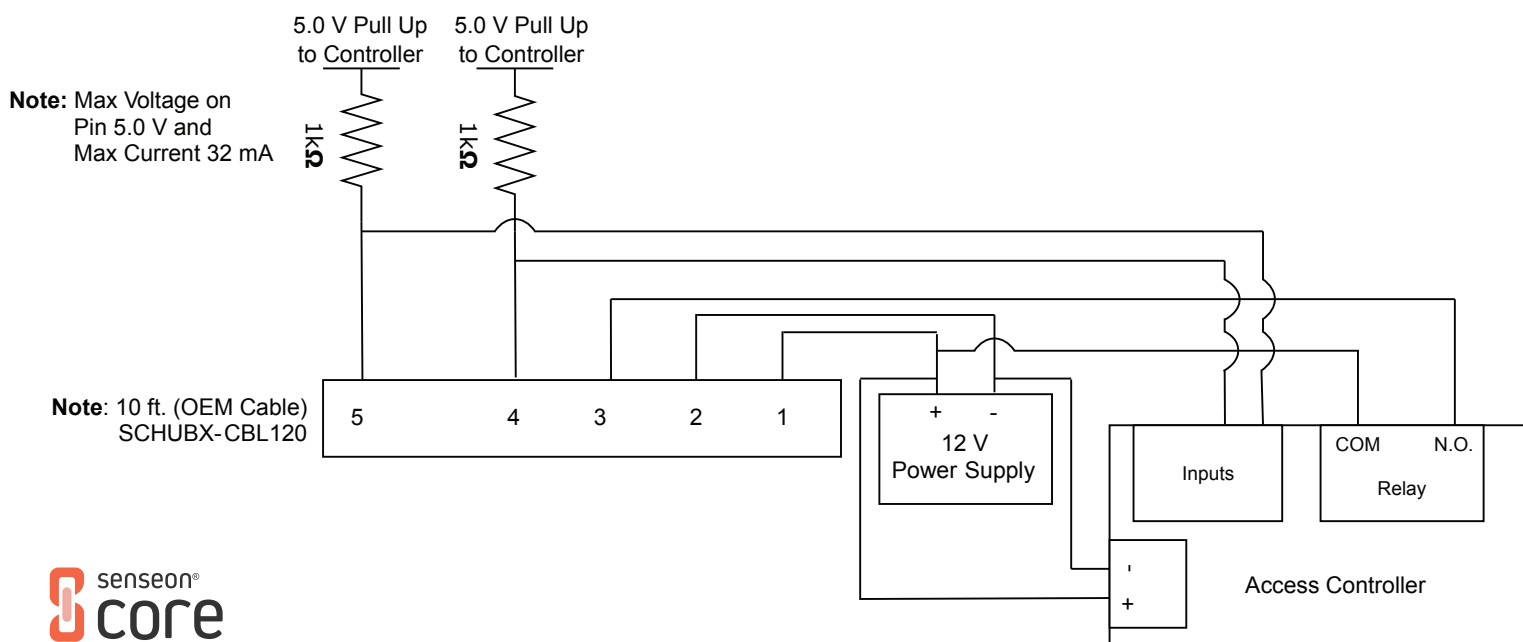 5.0 V Pull Up
to Controller
5.0 V Pull Up
to Controller
Note: Max Voltage on
Pin 5.0 V and
Max Current 32 mA
1kΩ
1kΩ
Note: 10 ft. (OEM Cable)
SCHUBX-CBL120
5 4 3 2 1
+ -
12 V
Power Supply
Inputs
COM N.O.
Relay
-
+
Access Controller
senseon®
core